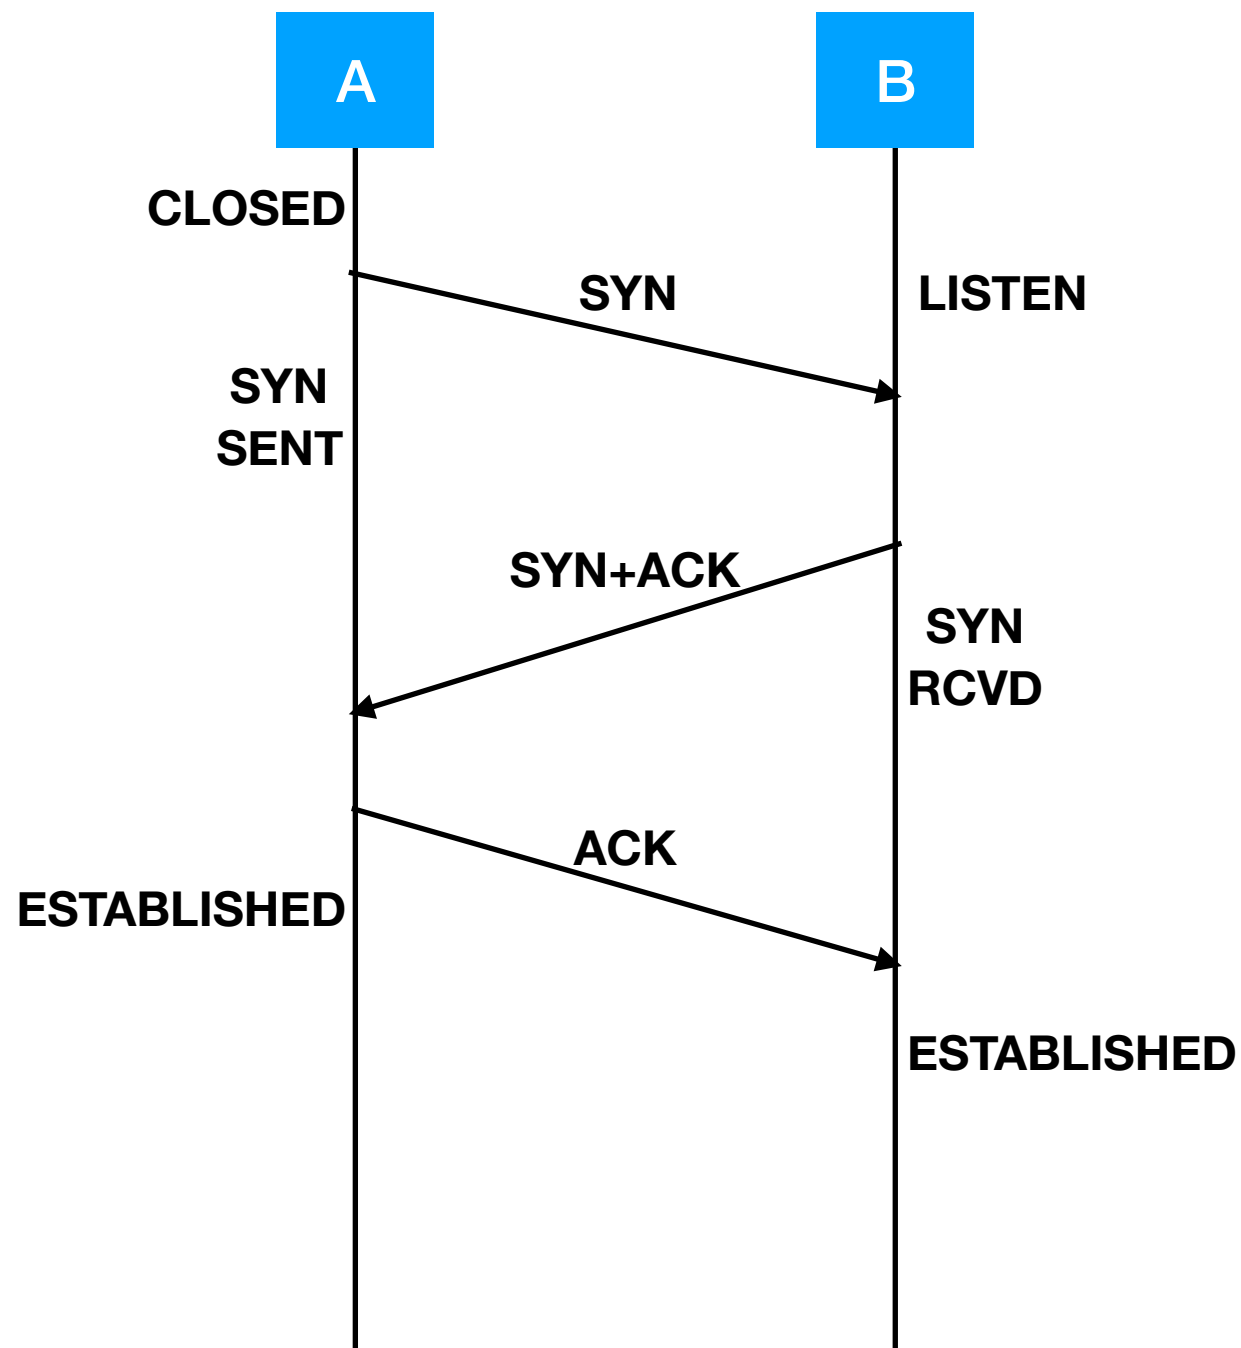 A
B
CLOSED
SYN
LISTEN
SYN
SENT
SYN+ACK
SYN
RCVD
ACK
ESTABLISHED
ESTABLISHED